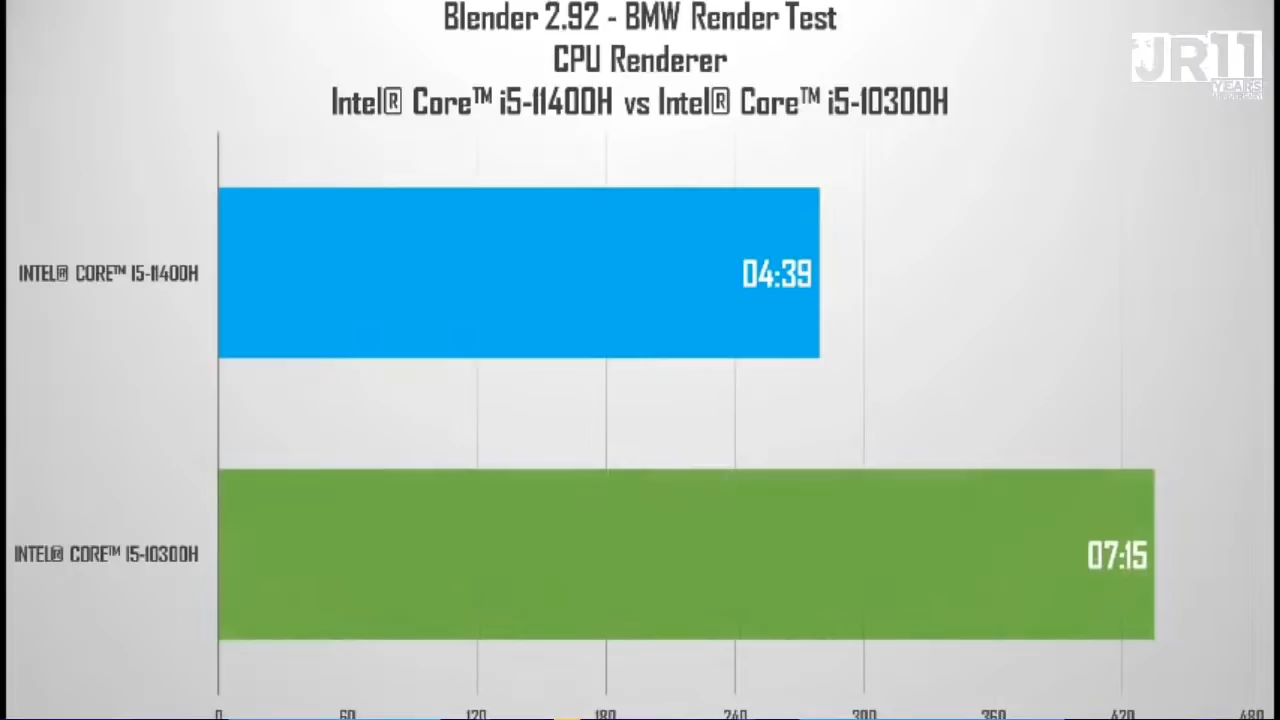 Blender 2.92 - BMW Render Test
CPU Renderer
Intel® Core™ i5-11400H vs Intel® Core™ i5-10300H
JR11
YEARS
INTEL® CORE™ I5-11400H
04:39
INTEL® CORE™ I5-10300H
07:15
0 60 120 180 240 300 360 420 480